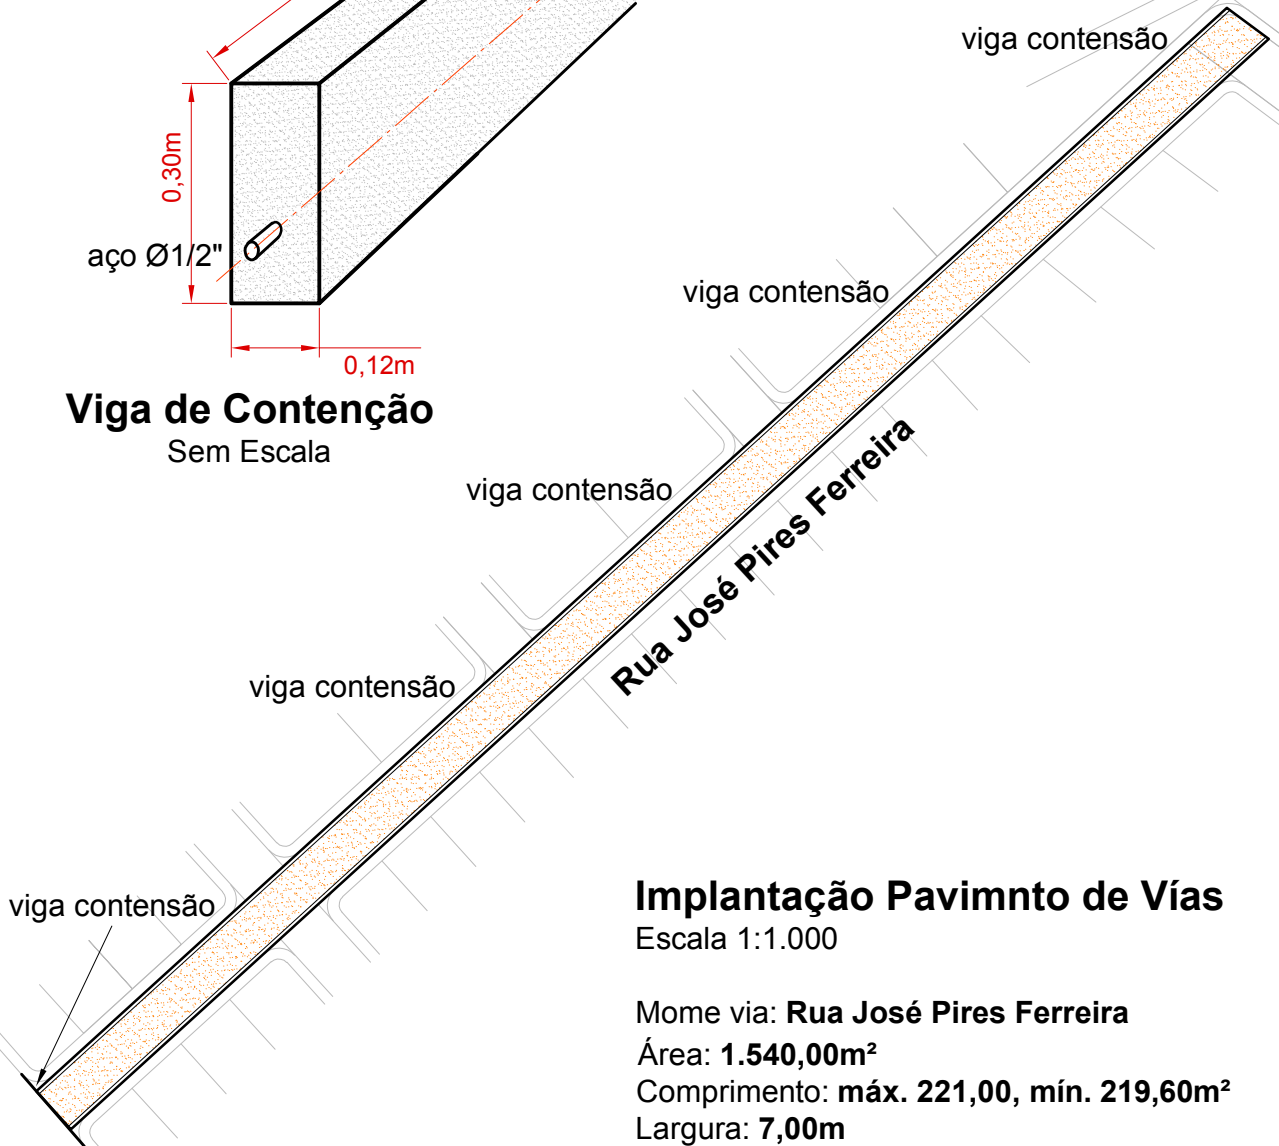 viga contensão
0,30m
aço Ø1/2"
viga contensão
0,12m
Viga de Contenção
Sem Escala
viga contensão
Rua José Pires Ferreira
viga contensão
viga contensão
Implantação Pavimnto de Vías
Escala 1:1.000
Mome via: Rua José Pires Ferreira
Área: 1.540,00m²
Comprimento: máx. 221,00, mín. 219,60m²
Largura: 7,00m